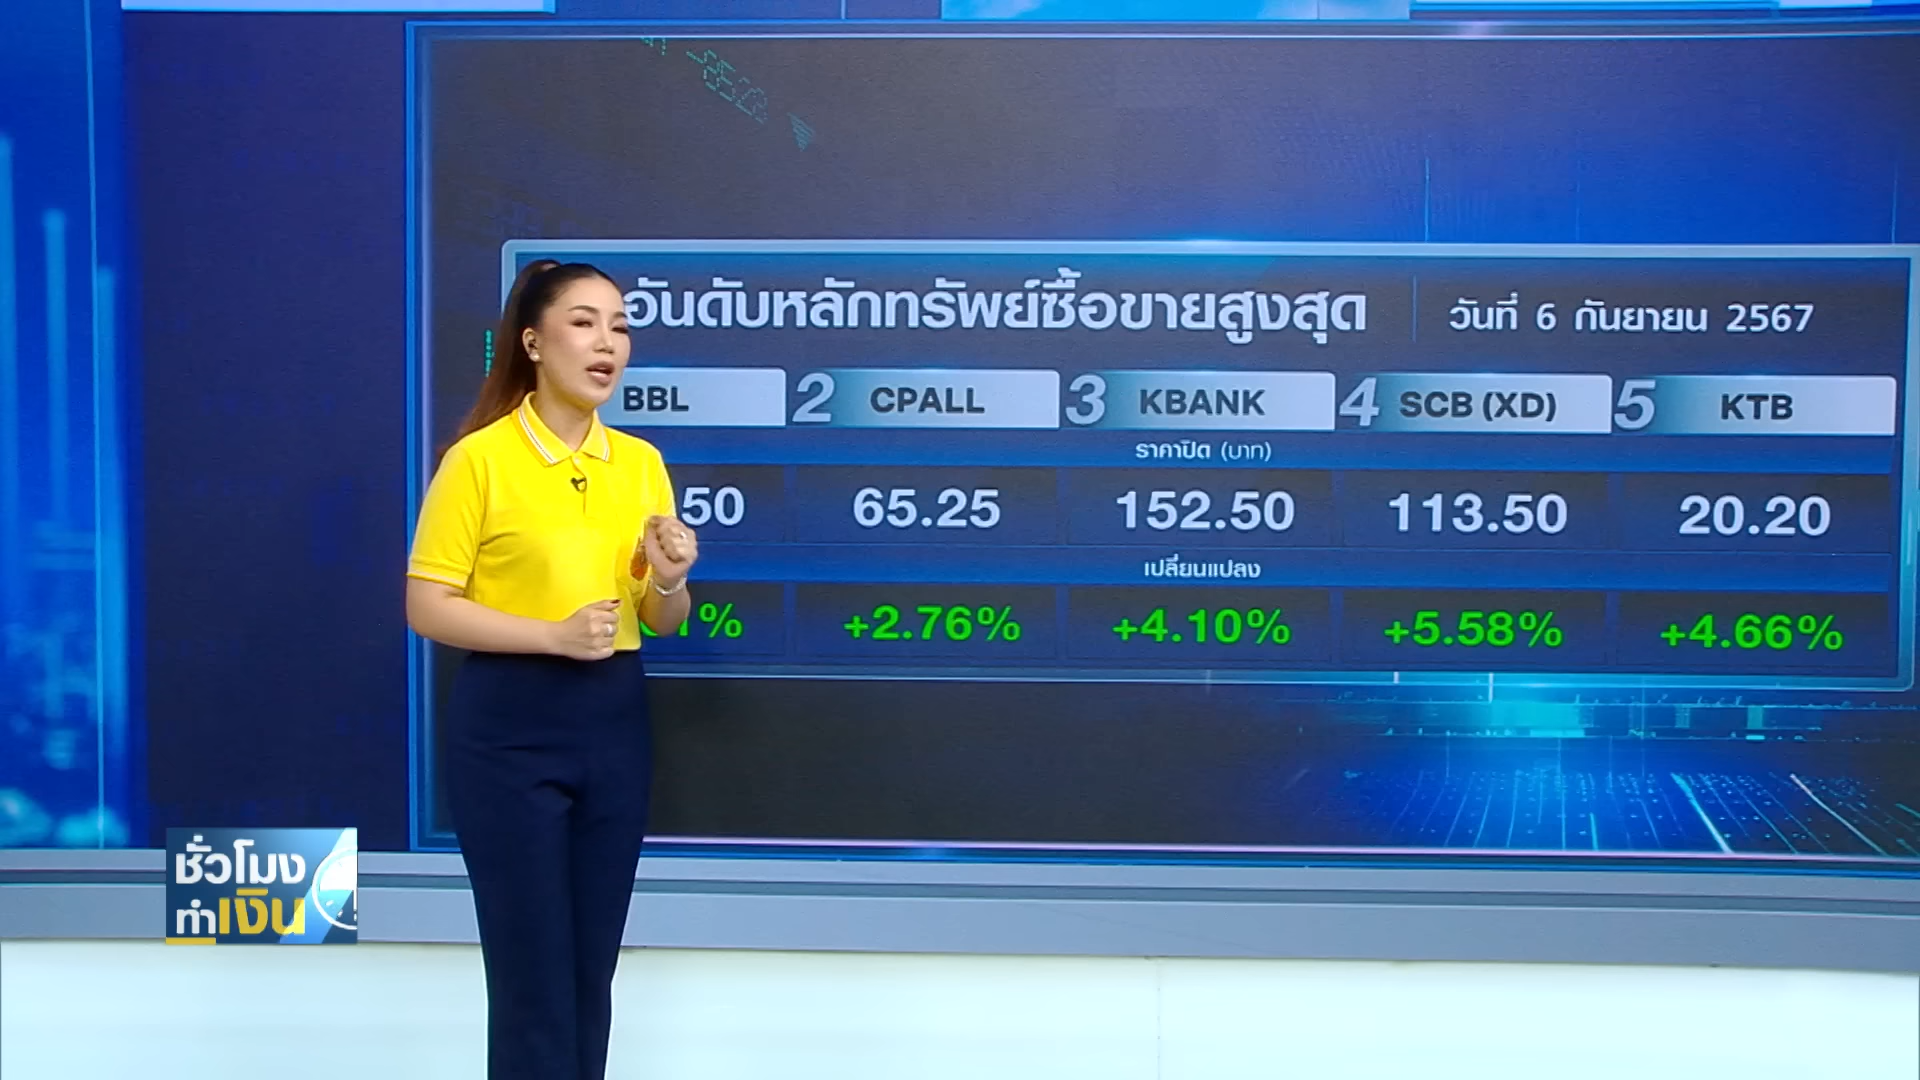 อันดับหลักทรัพย์ซื้อขายสูงสุด
วันที่ 6 กันยายน 2567
BBL
2 CPALL
3 KBANK
4 SCB (XD)
5 KTB
ราคาปิด (บาท)
.50
65.25
152.50
113.50
20.20
เปลี่ยนแปลง
1%
+2.76%
+4.10%
+5.58%
+4.66%
ชั่วโมง
ทำเงิน